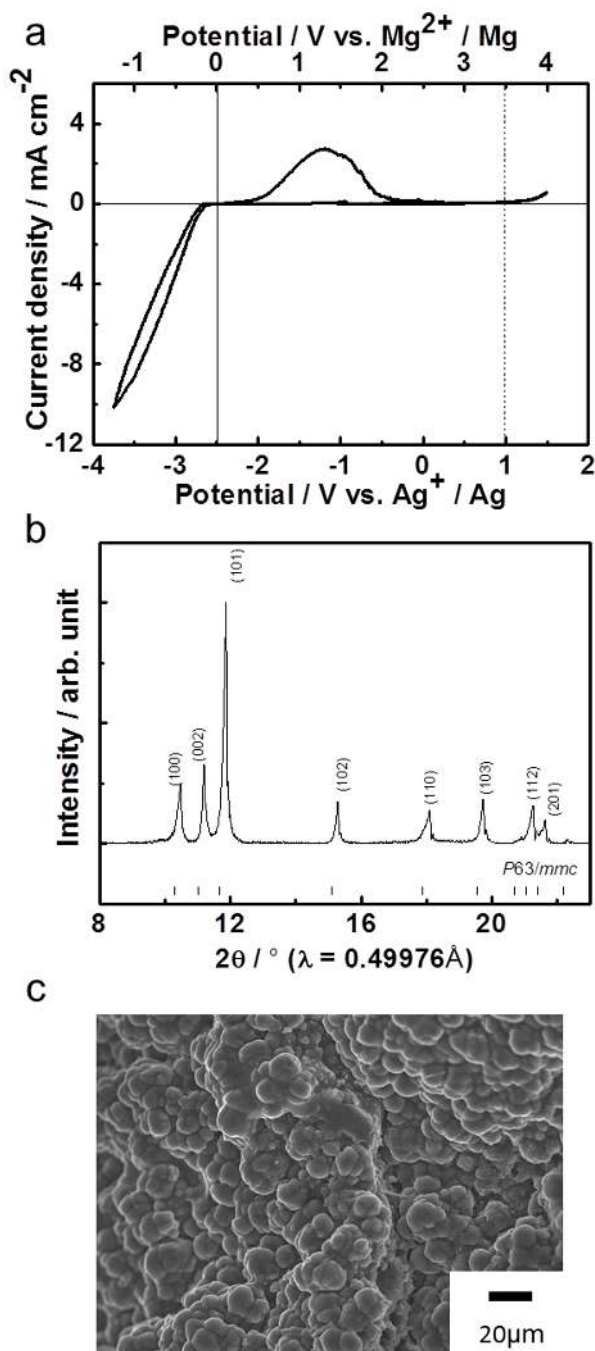 a
Potential / V vs. Mg2+ / Mg
-1 0 1 2 3 4
Current density / mA cm-2
4
0
-4
-8
-12
-4 -3 -2 -1 0 1 2
Potential / V vs. Ag+ / Ag
b
Intensity / arb. unit
(100)
(002)
(101)
(102)
(110)
(103)
(112)
(201)
P63/mmc
8 12 16 20
2θ / ° (λ = 0.49976Å)
c
20μm